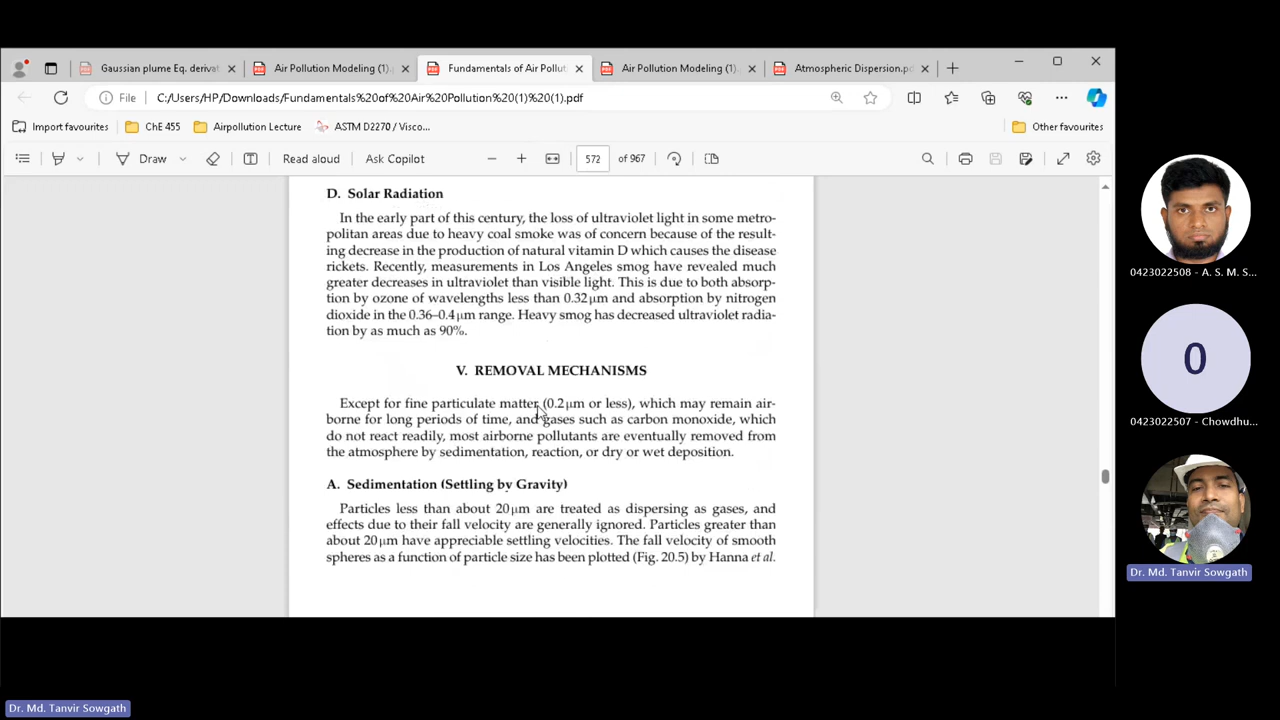 Gaussian plume Eq. derivat
Air Pollution Modeling (1).
Fundamentals of Air Pollut
Air Pollution Modeling (1).
Atmospheric Dispersion.pd
File
C:/Users/HP/Downloads/Fundamentals%20of%20Air%20Pollution%20(1)%20(1).pdf
Import favourites
ChE 455
Airpollution Lecture
ASTM D2270 / Visco...
Other favourites
Draw
Read aloud
Ask Copilot
572 of 967
D. Solar Radiation
In the early part of this century, the loss of ultraviolet light in some metro-
politan areas due to heavy coal smoke was of concern because of the result-
ing decrease in the production of natural vitamin D which causes the disease
rickets. Recently, measurements in Los Angeles smog have revealed much
greater decreases in ultraviolet than visible light. This is due to both absorp-
tion by ozone of wavelengths less than 0.32 μm and absorption by nitrogen
dioxide in the 0.36–0.4 μm range. Heavy smog has decreased ultraviolet radia-
tion by as much as 90%.
V. REMOVAL MECHANISMS
Except for fine particulate matter (0.2 μm or less), which may remain air-
borne for long periods of time, and gases such as carbon monoxide, which
do not react readily, most airborne pollutants are eventually removed from
the atmosphere by sedimentation, reaction, or dry or wet deposition.
A. Sedimentation (Settling by Gravity)
Particles less than about 20 μm are treated as dispersing as gases, and
effects due to their fall velocity are generally ignored. Particles greater than
about 20 μm have appreciable settling velocities. The fall velocity of smooth
spheres as a function of particle size has been plotted (Fig. 20.5) by Hanna et al.
0423022508 - A. S. M. S...
0
0423022507 - Chowdhu...
Dr. Md. Tanvir Sowgath
Dr. Md. Tanvir Sowgath